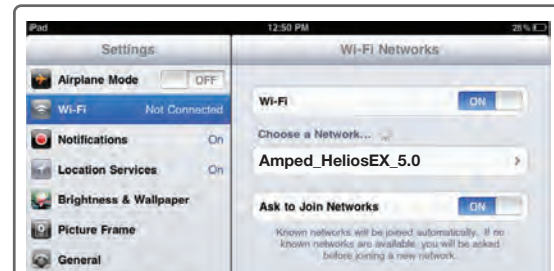 iPad
12:50 PM
28%
Settings
Wi-Fi Networks
Airplane Mode
OFF
Wi-Fi
Not Connected
Notifications
On
Location Services
On
Brightness & Wallpaper
Picture Frame
General
Wi-Fi
ON
Choose a Network...
Amped_HeliosEX_5.0
Ask to Join Networks
ON
Known networks will be joined automatically. If no
known networks are available, you will be asked
before joining a new network.